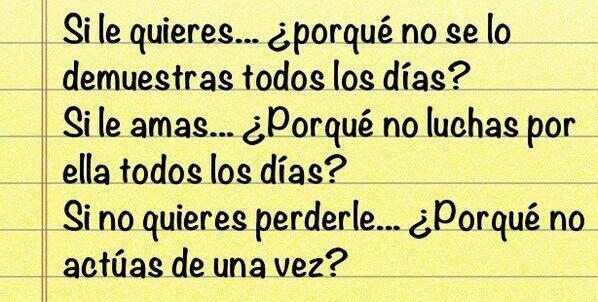 Si le quieres... ¿porqué no se lo
demuestras todos los días?
Si le amas... ¿Porqué no luchas por
ella todos los días?
Si no quieres perderle... ¿Porqué no
actúas de una vez?